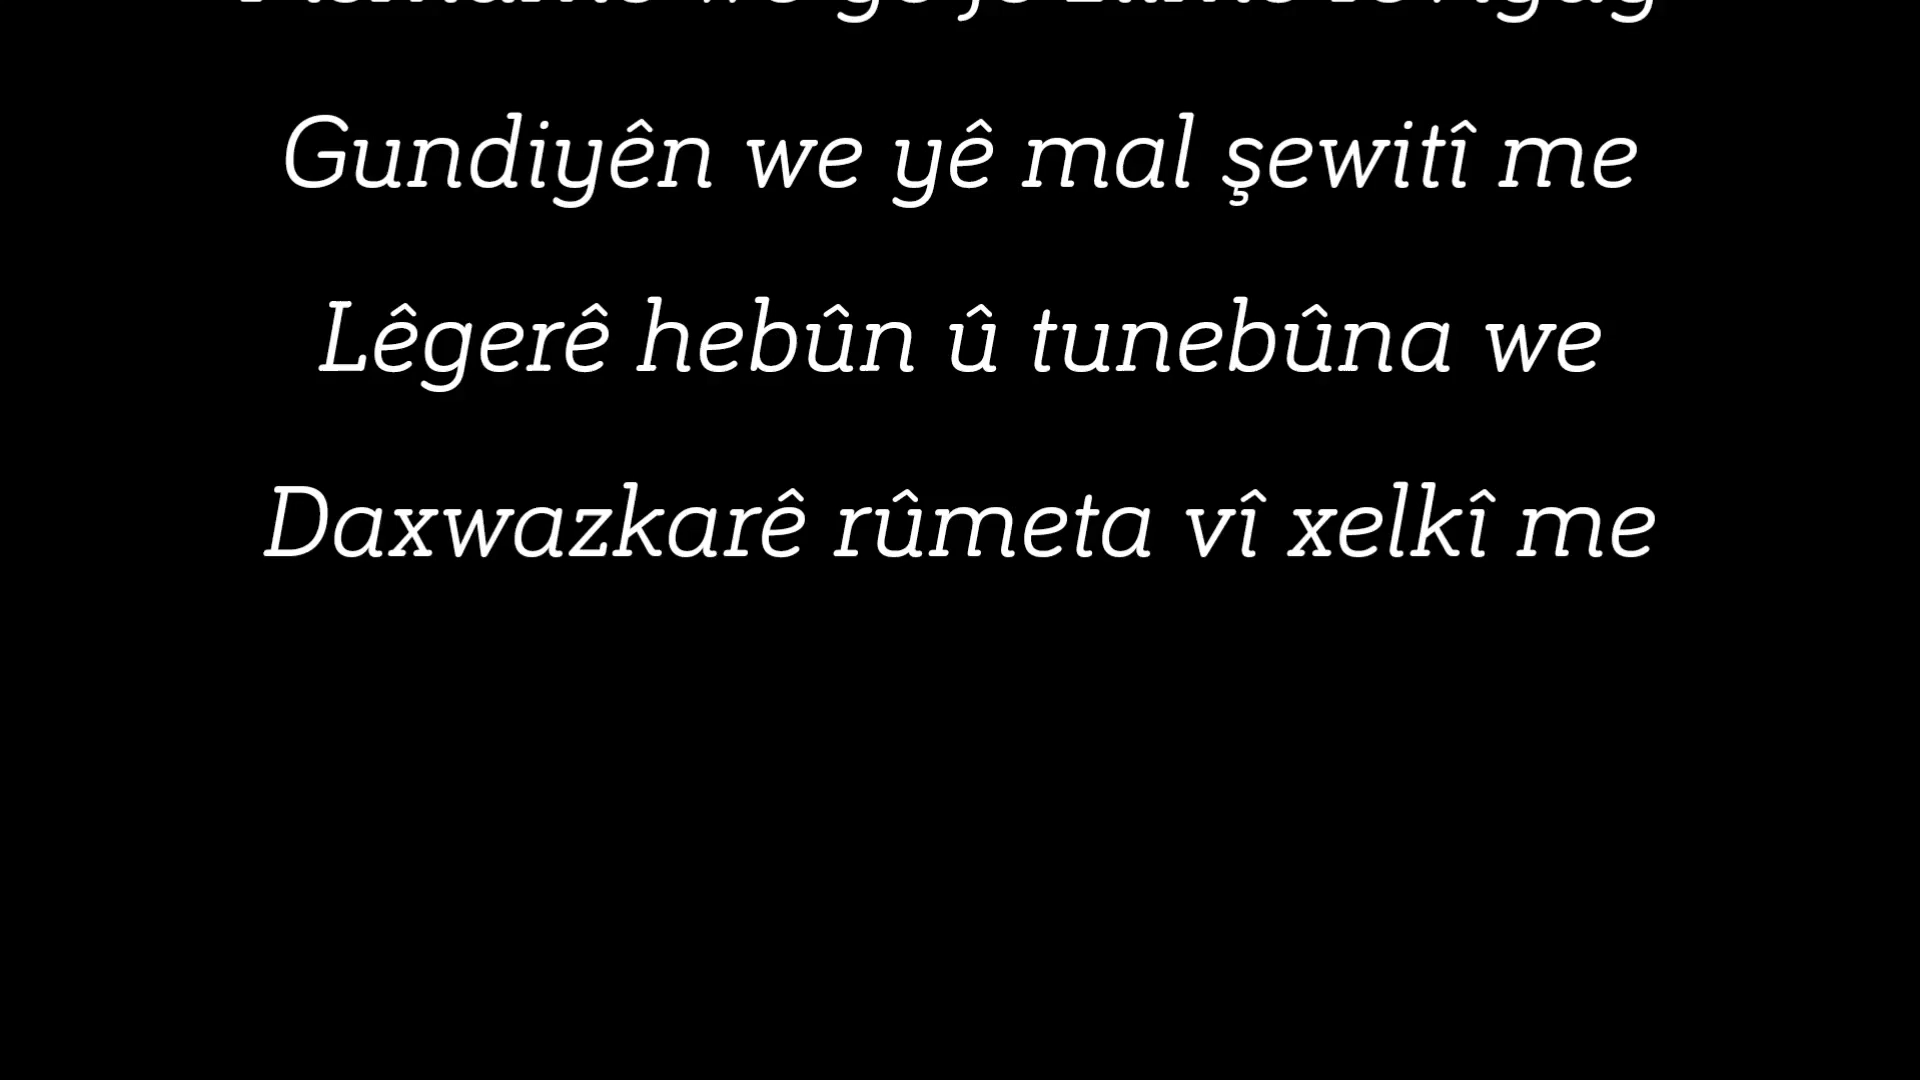 Gundiyên we yê mal şewitî me
Lêgerê hebûn û tunebûna we
Daxwazkarê rûmeta vî xelkî me